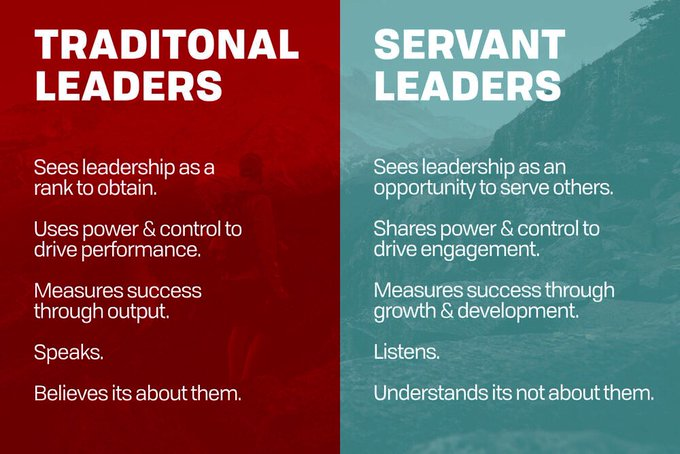 TRADITONAL
LEADERS
Sees leadership as a
rank to obtain.
Uses power & control to
drive performance.
Measures success
through output.
Speaks.
Believes its about them.
SERVANT
LEADERS
Sees leadership as an
opportunity to serve others.
Shares power & control to
drive engagement.
Measures success through
growth & development.
Listens.
Understands its not about them.